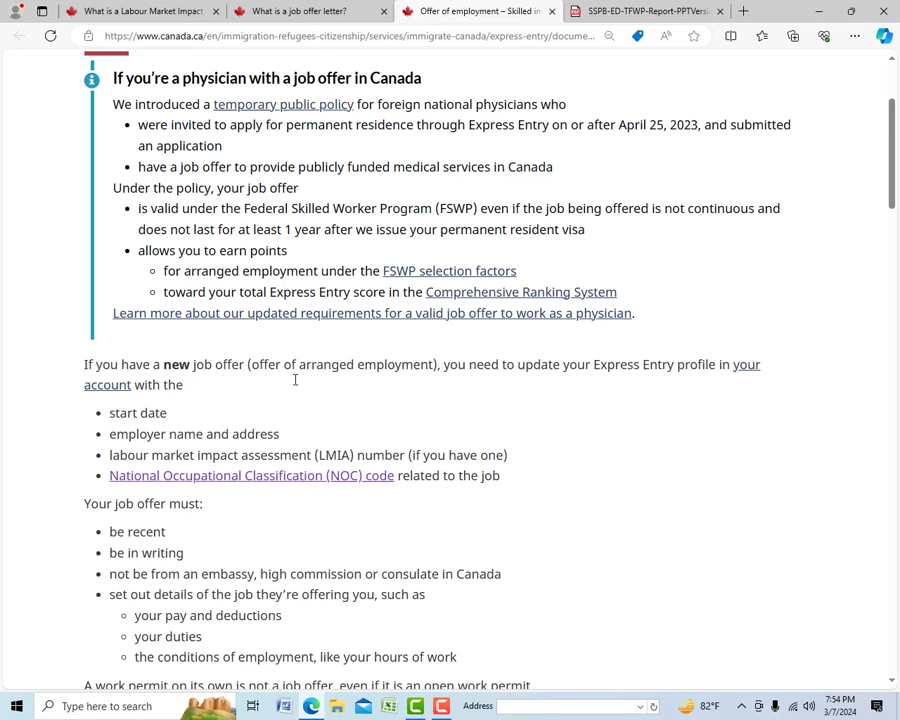 What is a Labour Market Impact
What is a job offer letter?
Offer of employment – Skilled im
SSPB-ED-TFWP-Report-PPTVersi
https://www.canada.ca/en/immigration-refugees-citizenship/services/immigrate-canada/express-entry/docume...
If you're a physician with a job offer in Canada
We introduced a temporary public policy for foreign national physicians who
• were invited to apply for permanent residence through Express Entry on or after April 25, 2023, and submitted
an application
• have a job offer to provide publicly funded medical services in Canada
Under the policy, your job offer
• is valid under the Federal Skilled Worker Program (FSWP) even if the job being offered is not continuous and
does not last for at least 1 year after we issue your permanent resident visa
• allows you to earn points
○ for arranged employment under the FSWP selection factors
○ toward your total Express Entry score in the Comprehensive Ranking System
Learn more about our updated requirements for a valid job offer to work as a physician.
If you have a new job offer (offer of arranged employment), you need to update your Express Entry profile in your
account with the
• start date
• employer name and address
• labour market impact assessment (LMIA) number (if you have one)
• National Occupational Classification (NOC) code related to the job
Your job offer must:
• be recent
• be in writing
• not be from an embassy, high commission or consulate in Canada
• set out details of the job they're offering you, such as
○ your pay and deductions
○ your duties
○ the conditions of employment, like your hours of work
A work permit on its own is not a job offer, even if it is an open work permit.
Type here to search
Address
82°F
7:54 PM
3/7/2024